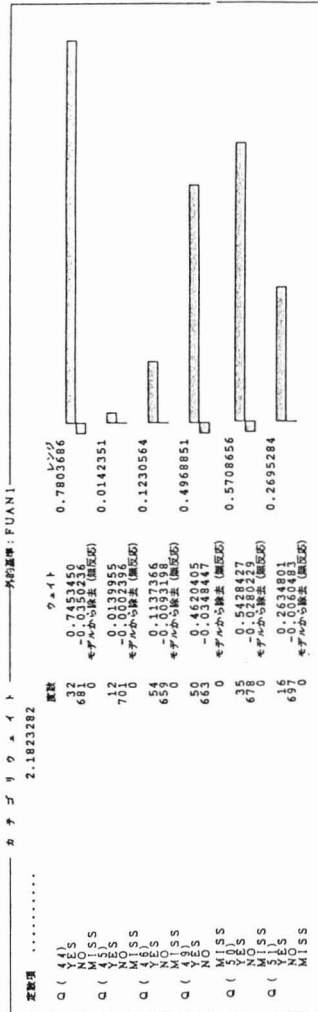 カテゴリウェイト 外的基準: FUAN1
定数項 .......... 2.1823282
度数 ウェイト レンジ
Q ( 44) 0.7803686
YES 32 0.7453450
NO 681 -0.0350236
MISS 0 モデルから除去 (無反応)
Q ( 45) 0.0142351
YES 12 0.0139955
NO 701 -0.0002396
MISS 0 モデルから除去 (無反応)
Q ( 46) 0.1230564
YES 54 0.1137366
NO 659 -0.0093198
MISS 0 モデルから除去 (無反応)
Q ( 49) 0.4968851
YES 50 0.4620405
NO 663 -0.0348447
MISS 0 モデルから除去 (無反応)
Q ( 50) 0.5708656
YES 35 0.5428427
NO 678 -0.0280229
MISS 0 モデルから除去 (無反応)
Q ( 51) 0.2695284
YES 16 0.2634801
NO 697 -0.0060483
MISS 0 モデルから除去 (無反応)